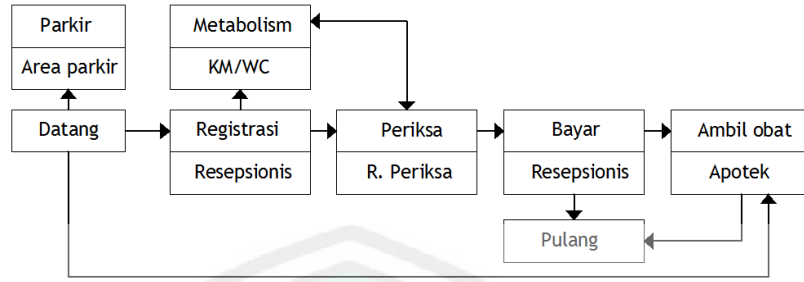 Parkir
Area parkir
Metabolism
KM/WC
Datang
Registrasi
Resepsionis
Periksa
R. Periksa
Bayar
Resepsionis
Ambil obat
Apotek
Pulang